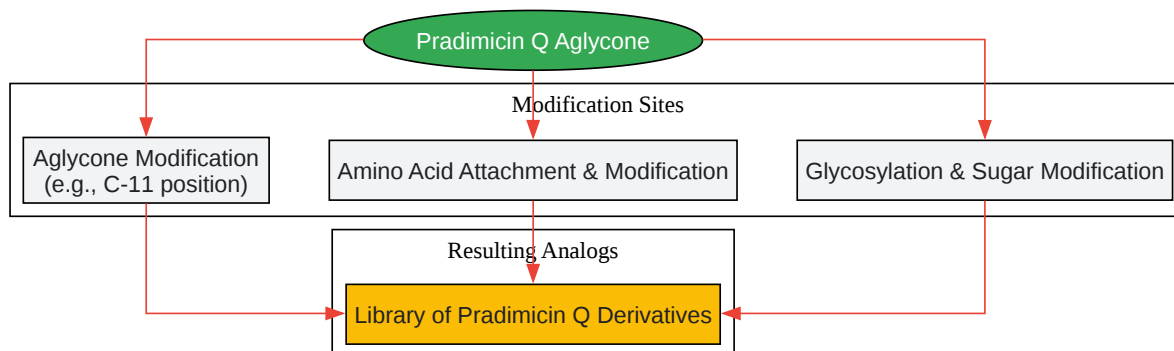 Pradimicin Q Aglycone
Modification Sites
Aglycone Modification
(e.g., C-11 position)
Amino Acid Attachment & Modification
Glycosylation & Sugar Modification
Resulting Analogs
Library of Pradimicin Q Derivatives